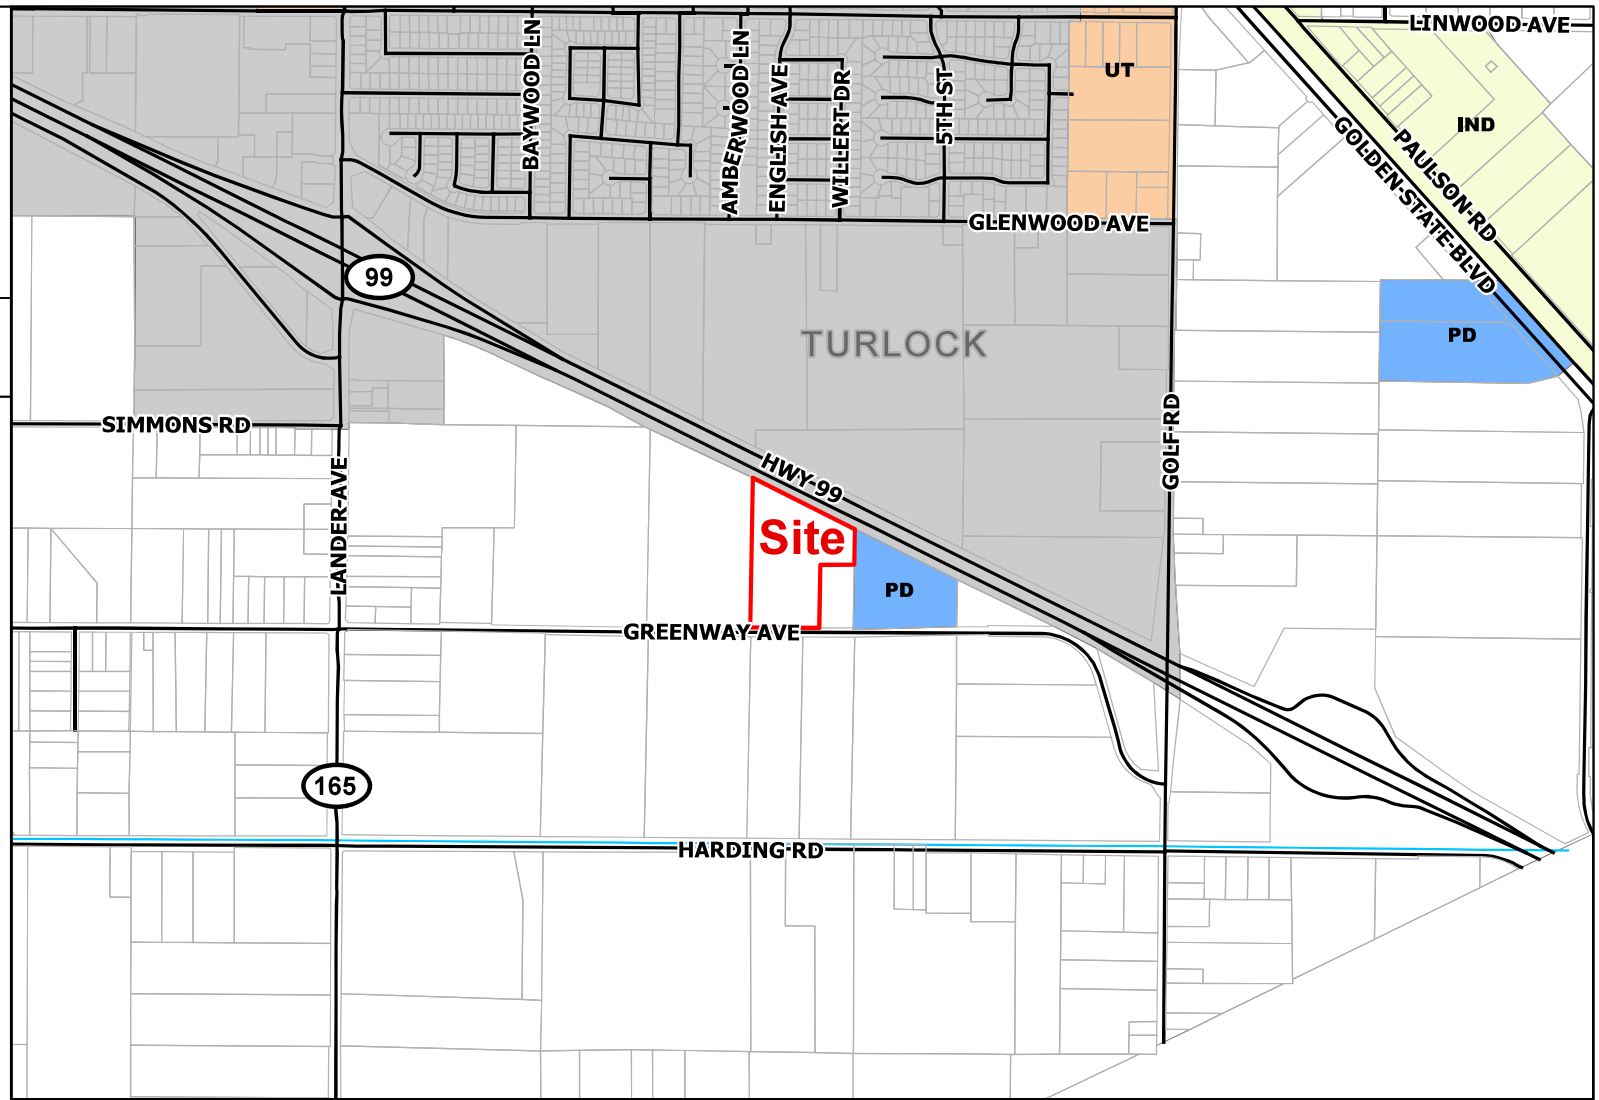 LINWOOD AVE
BAYWOOD LN
AMBERWOOD LN
ENGLISH AVE
WILLERT DR
5TH ST
UT
IND
PAULSON RD
GOLDEN STATE BLVD
GLENWOOD AVE
99
TURLOCK
PD
SIMMONS RD
LANDER AVE
GOLF RD
HWY 99
Site
PD
GREENWAY AVE
165
HARDING RD